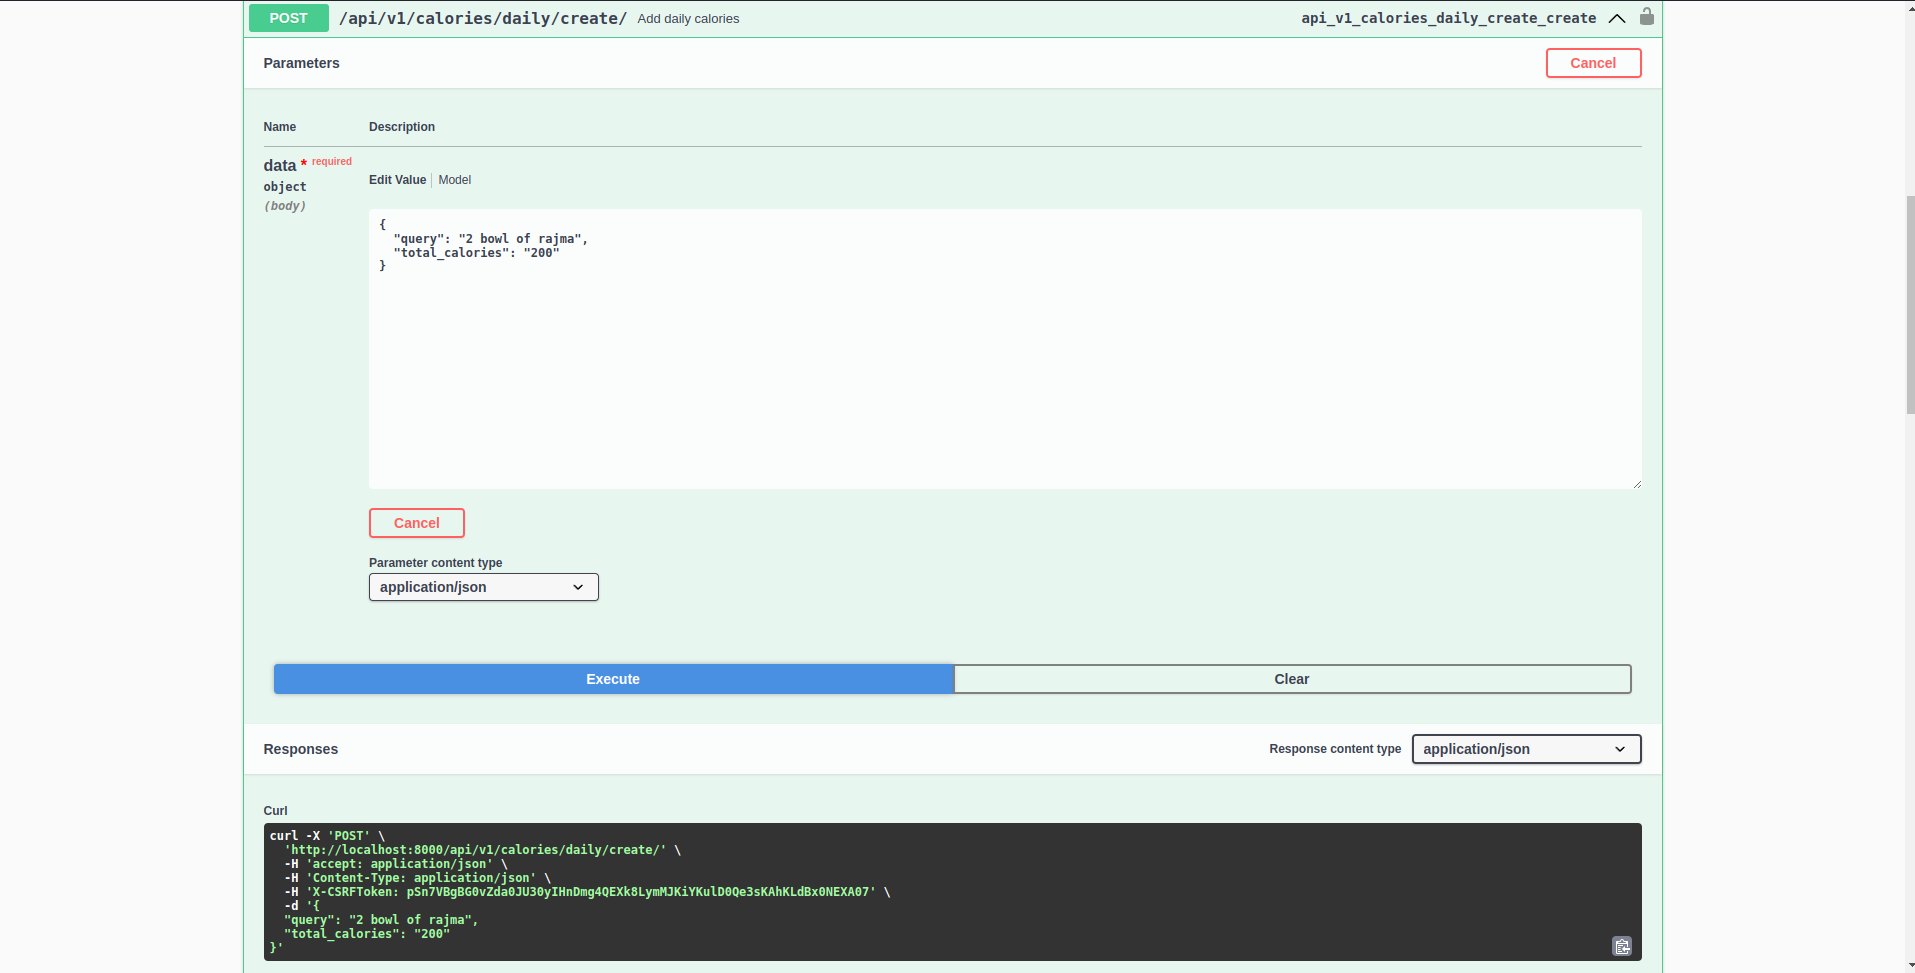 POST /api/v1/calories/daily/create/ Add daily calories api_v1_calories_daily_create_create
Parameters Cancel
Name Description
data * required
object
(body)
Edit Value Model
{
"query": "2 bowl of rajma",
"total_calories": "200"
}
Cancel
Parameter content type
application/json
Execute Clear
Responses Response content type application/json
Curl
curl -X 'POST' \
'http://localhost:8000/api/v1/calories/daily/create/' \
-H 'accept: application/json' \
-H 'Content-Type: application/json' \
-H 'X-CSRFToken: pSn7VBgBG0vZda0JU30yIHnDmg4QEXk8LymMJKiYKulD0Qe3sKAhKLdBx0NEXA07' \
-d '{
"query": "2 bowl of rajma",
"total_calories": "200"
}'